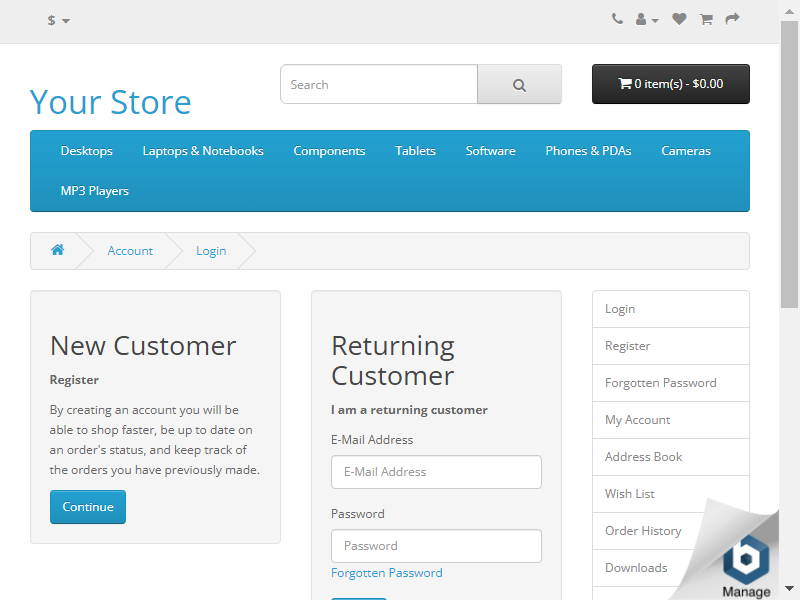 $
Your Store
Search
0 item(s) - $0.00
Desktops
Laptops & Notebooks
Components
Tablets
Software
Phones & PDAs
Cameras
MP3 Players
Account
Login
New Customer
Register
By creating an account you will be
able to shop faster, be up to date on
an order's status, and keep track of
the orders you have previously made.
Continue
Returning
Customer
I am a returning customer
E-Mail Address
E-Mail Address
Password
Password
Forgotten Password
Login
Register
Forgotten Password
My Account
Address Book
Wish List
Order History
Downloads
Manage